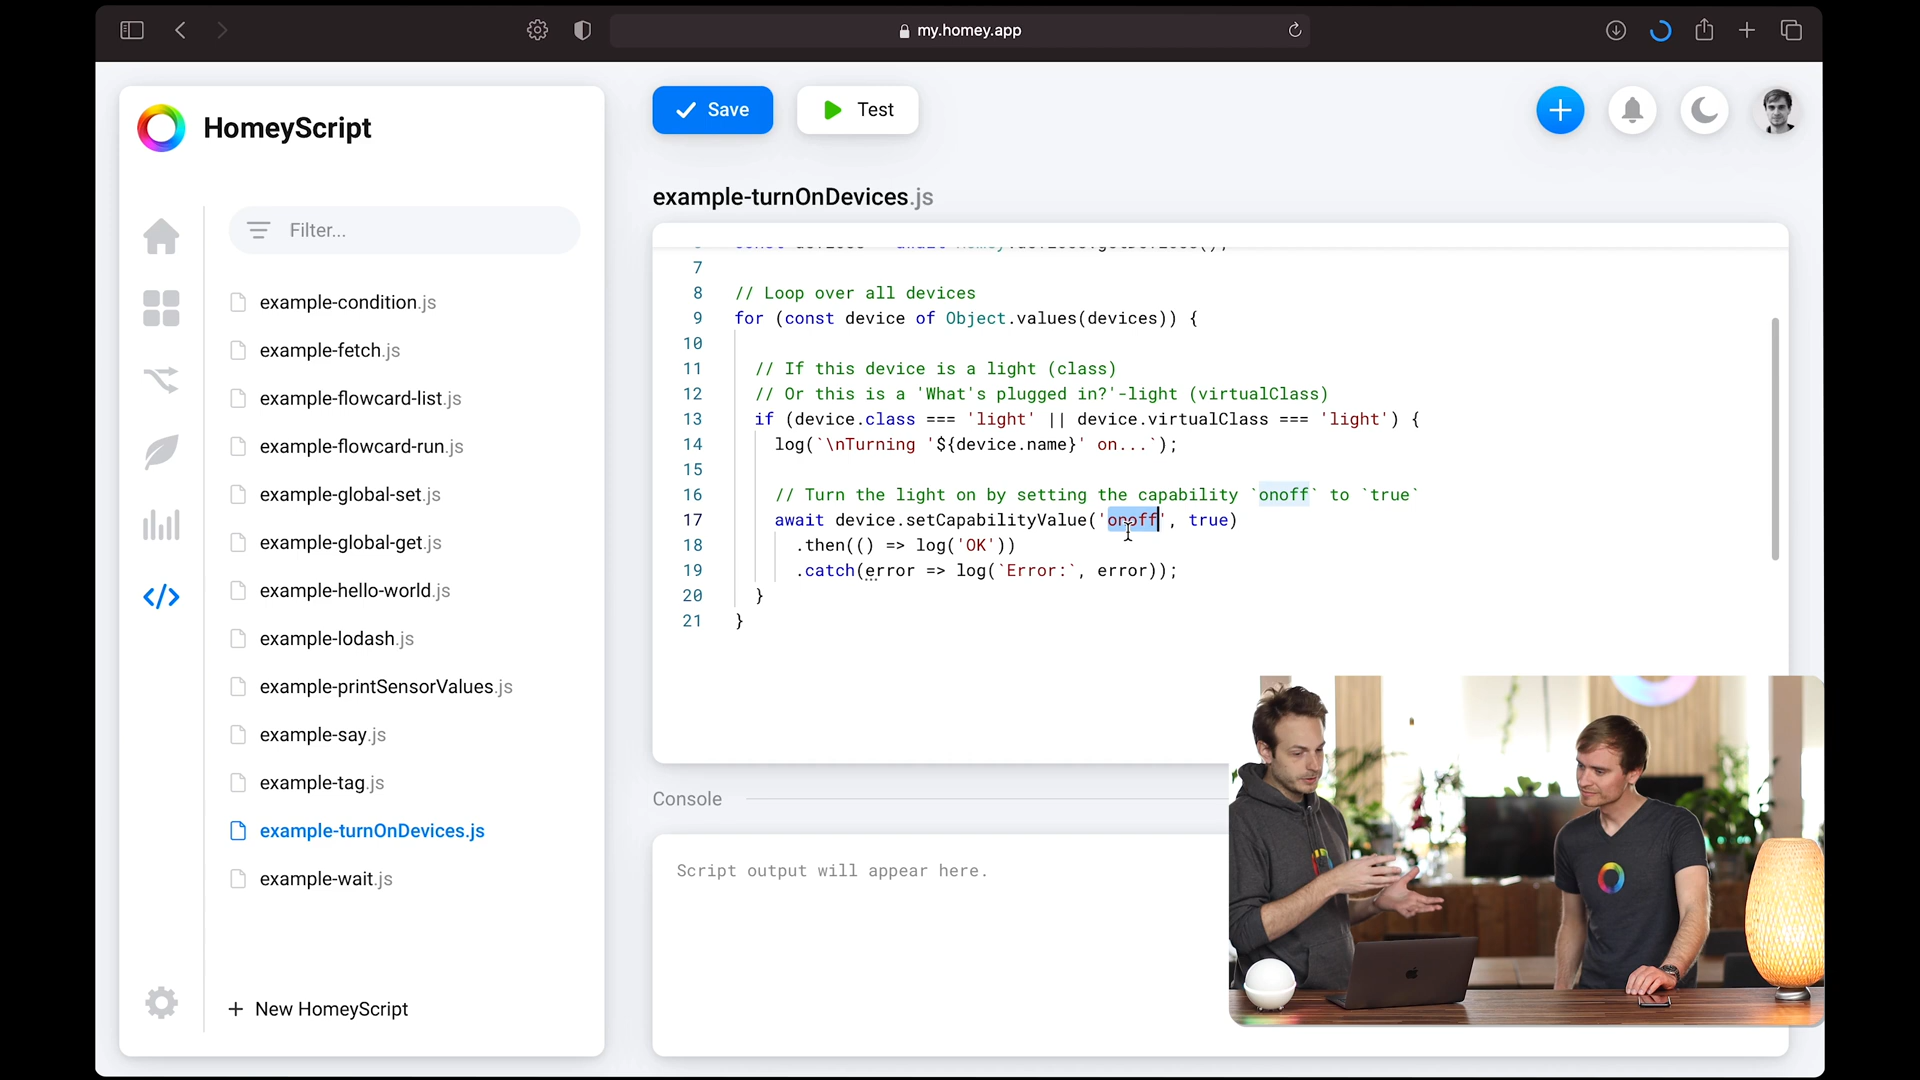 my.homey.app
HomeyScript
Save
Test
example-turnOnDevices.js
Filter...
example-condition.js
example-fetch.js
example-flowcard-list.js
example-flowcard-run.js
example-global-set.js
example-global-get.js
example-hello-world.js
example-lodash.js
example-printSensorValues.js
example-say.js
example-tag.js
example-turnOnDevices.js
example-wait.js
+ New HomeyScript
7
8 // Loop over all devices
9 for (const device of Object.values(devices)) {
10
11 // If this device is a light (class)
12 // Or this is a 'What's plugged in?'-light (virtualClass)
13 if (device.class === 'light' || device.virtualClass === 'light') {
14 log(`\nTurning '${device.name}' on...`);
15
16 // Turn the light on by setting the capability `onoff` to `true`
17 await device.setCapabilityValue('onoff', true)
18 .then(() => log('OK'))
19 .catch(error => log(`Error:`, error));
20 }
21 }
Console
Script output will appear here.